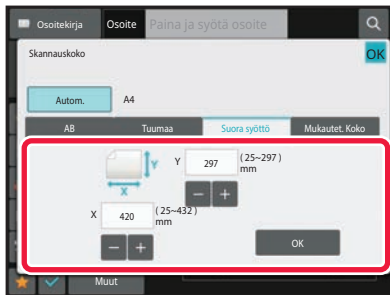 Osoitekirja Osoite Paina ja syötä osoite
Skannauskoko OK
Autom. A4
AB Tuumaa Suora syöttö Mukautet. Koko
Y 297 (25~297) mm
Y
X
X 420 (25~432) mm
OK
Muut